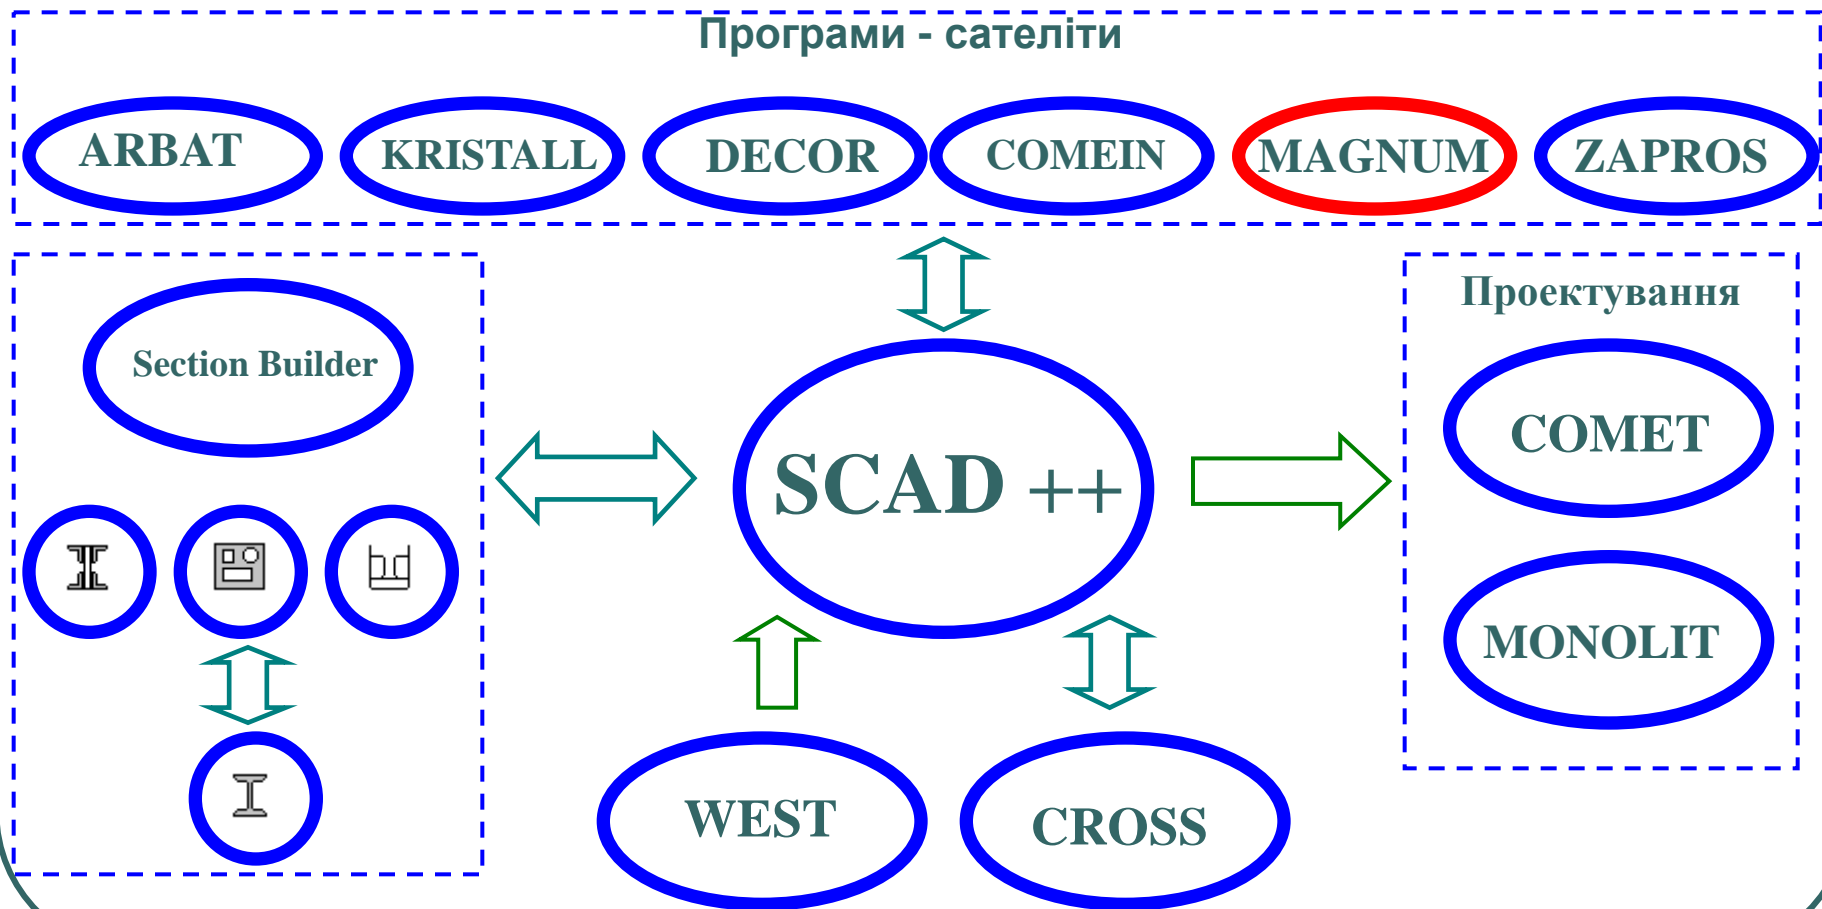 Програми - сателіти
ARBAT
KRISTALL
DECOR
COMEIN
MAGNUM
ZAPROS
Section Builder
SCAD ++
Проектування
COMET
MONOLIT
WEST
CROSS